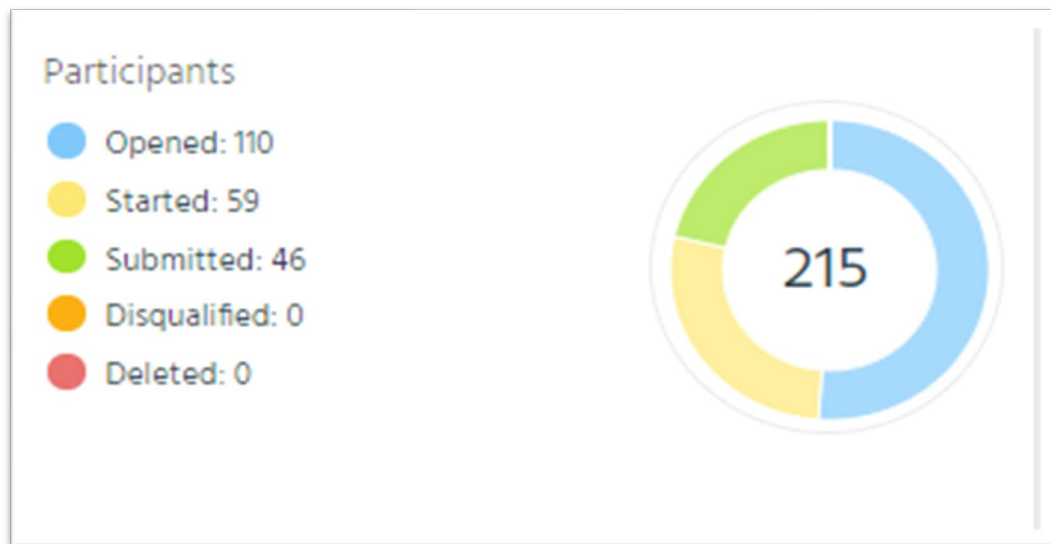 Participants
Opened: 110
Started: 59
Submitted: 46
Disqualified: 0
Deleted: 0
215